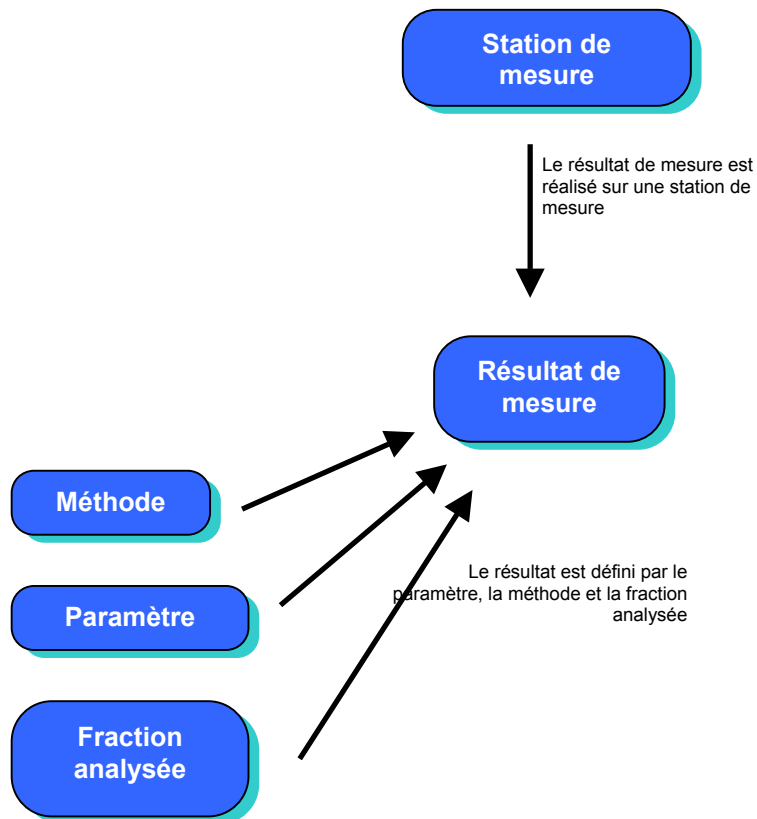 Station de
mesure
Le résultat de mesure est
réalisé sur une station de
mesure
Résultat de
mesure
Méthode
Paramètre
Le résultat est défini par le
paramètre, la méthode et la fraction
analysée
Fraction
analysée